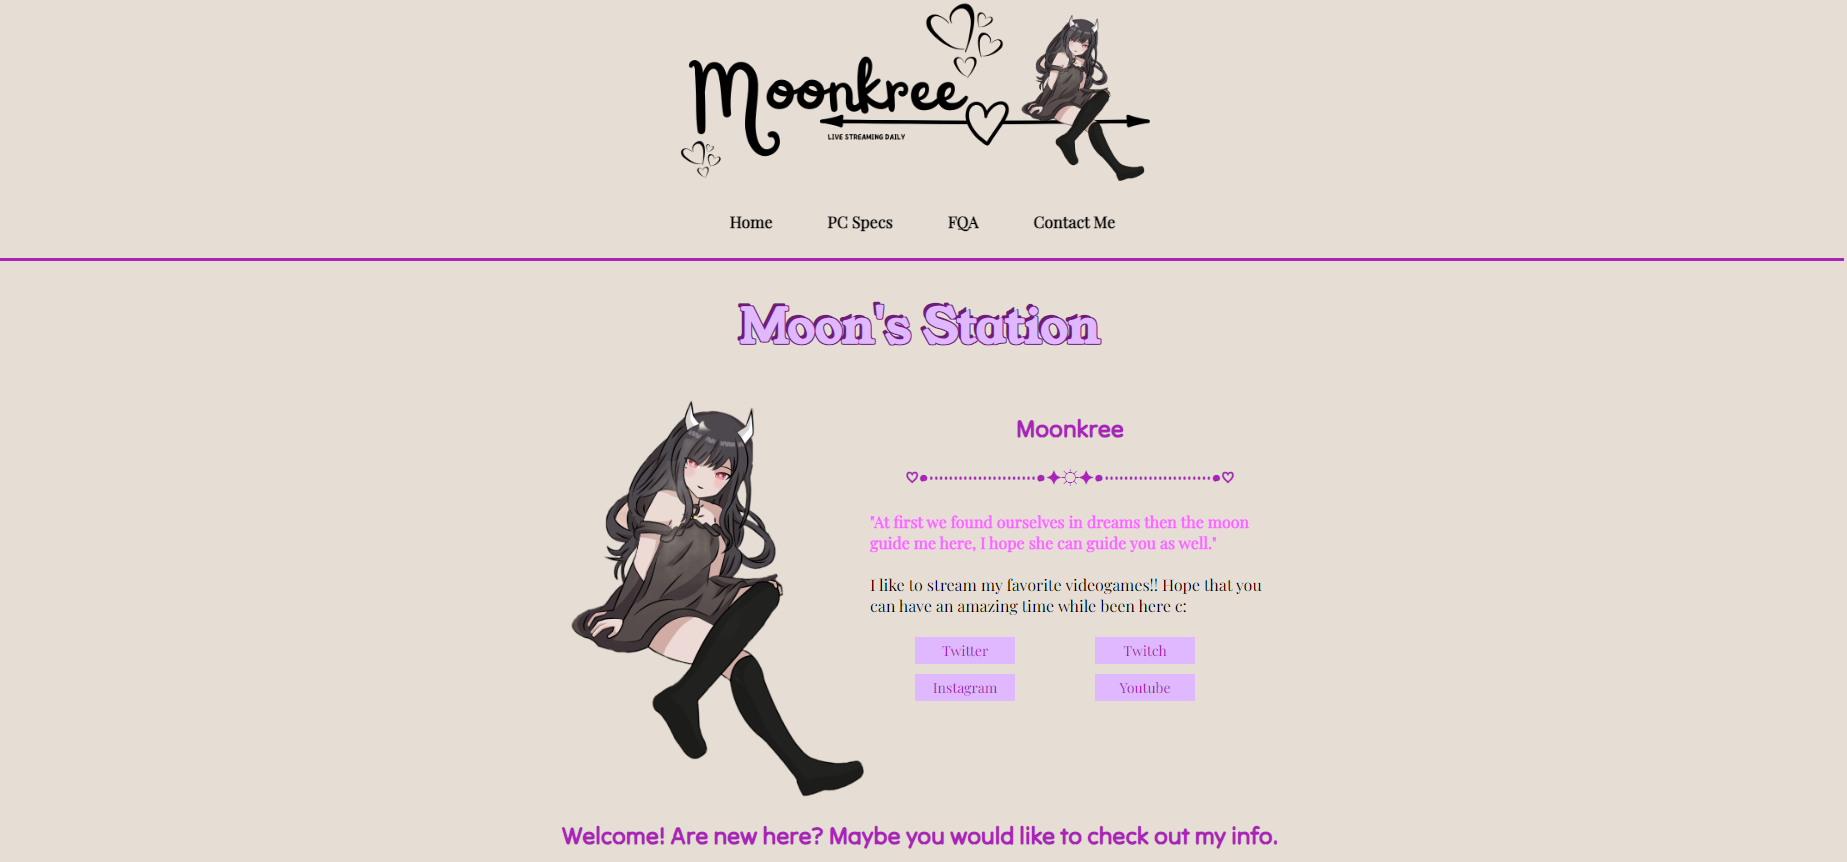 Moonkree
LIVE STREAMING DAILY
Home PC Specs FQA Contact Me
Moon's Station
Moonkree
"At first we found ourselves in dreams then the moon
guide me here, I hope she can guide you as well."
I like to stream my favorite videogames!! Hope that you
can have an amazing time while been here c:
Twitter Twitch
Instagram Youtube
Welcome! Are new here? Maybe you would like to check out my info.